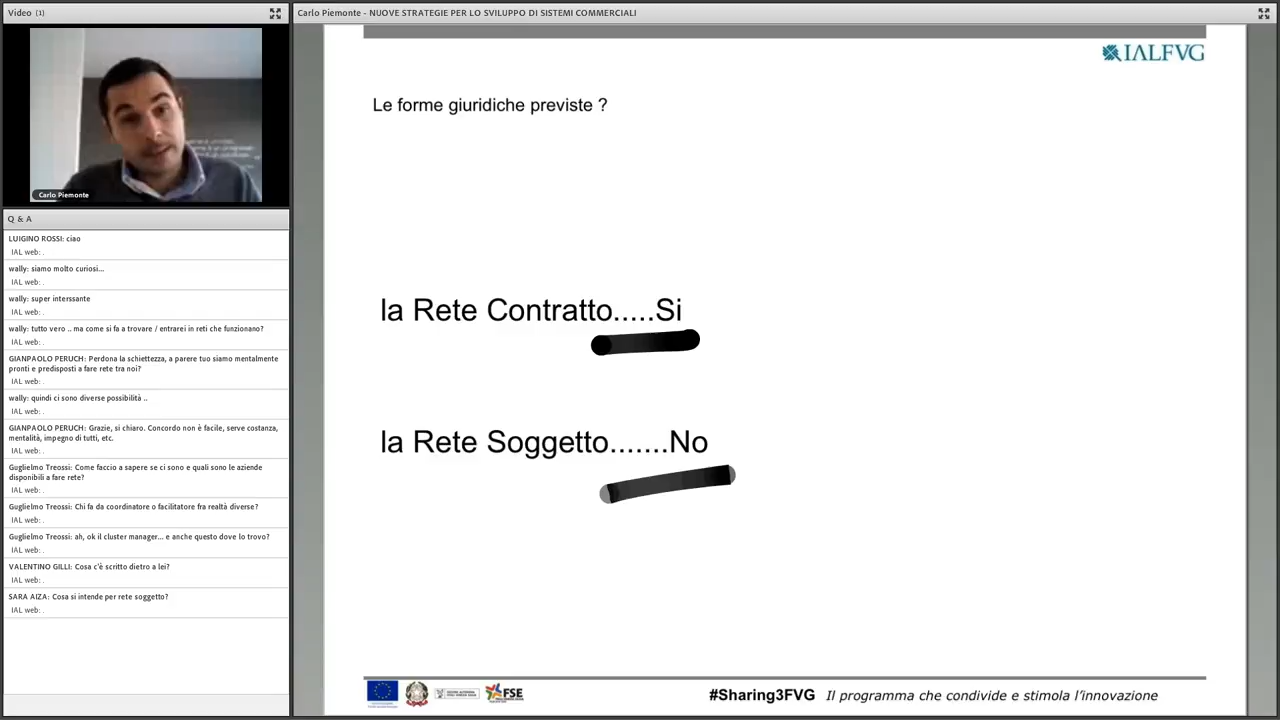 Video (1)
Carlo Piemonte - NUOVE STRATEGIE PER LO SVILUPPO DI SISTEMI COMMERCIALI
Carlo Piemonte
Q & A
LUIGINO ROSSI: ciao
IAL web: .
wally: siamo molto curiosi...
IAL web: .
wally: super interssante
IAL web: .
wally: tutto vero .. ma come si fa a trovare / entrarei in reti che funzionano?
IAL web: .
GIANPAOLO PERUCH: Perdona la schiettezza, a parere tuo siamo mentalmente
pronti e predisposti a fare rete tra noi?
IAL web: .
wally: quindi ci sono diverse possibilità ..
IAL web: .
GIANPAOLO PERUCH: Grazie, si chiaro. Concordo non è facile, serve costanza,
mentalità, impegno di tutti, etc.
IAL web: .
Guglielmo Treossi: Come faccio a sapere se ci sono e quali sono le aziende
disponibili a fare rete?
IAL web: .
Guglielmo Treossi: Chi fa da coordinatore o facilitatore fra realtà diverse?
IAL web: .
Guglielmo Treossi: ah, ok il cluster manager... e anche questo dove lo trovo?
IAL web: .
VALENTINO GILLI: Cosa c'è scritto dietro a lei?
IAL web: .
SARA AIZA: Cosa si intende per rete soggetto?
IAL web: .
IALFVG
Le forme giuridiche previste ?
la Rete Contratto.....Si
la Rete Soggetto.......No
FSE
#Sharing3FVG Il programma che condivide e stimola l'innovazione